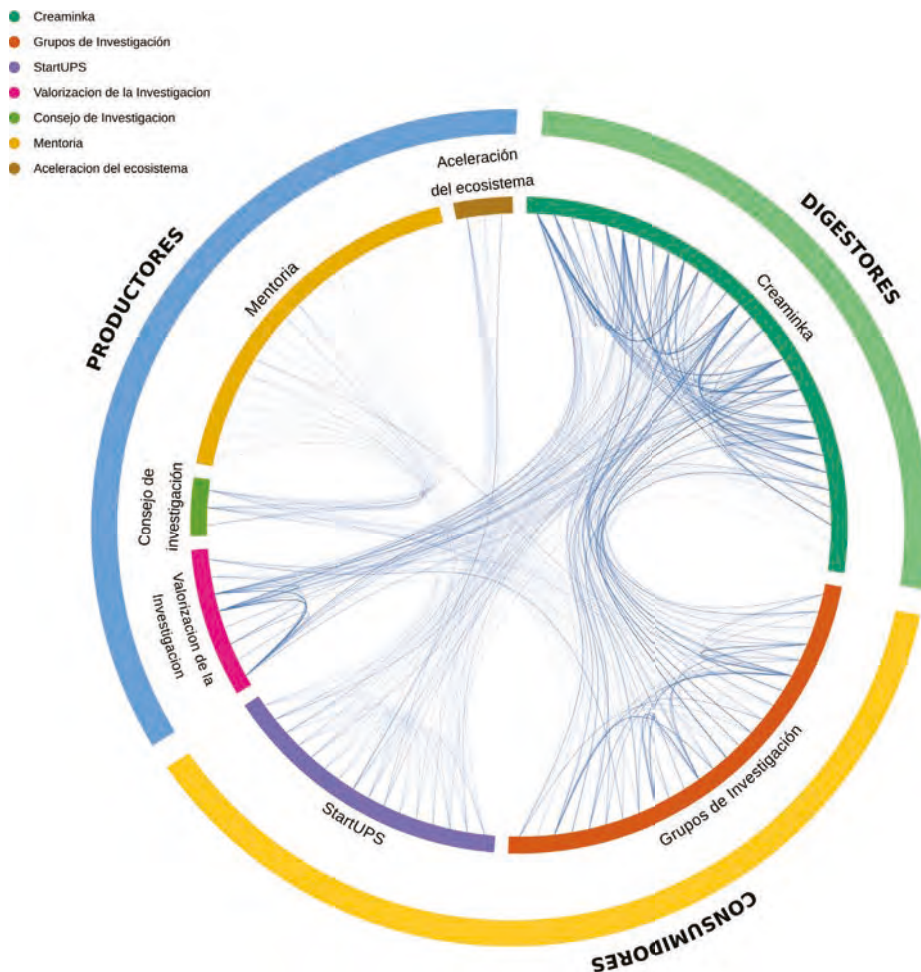 Creaminka
Grupos de Investigación
StartUPS
Valorizacion de la Investigacion
Consejo de Investigacion
Mentoria
Aceleracion del ecosistema
Aceleración
del ecosistema
DIGESTORES
PRODUCTORES
Mentoria
Creaminka
Consejo de
investigación
Valorizacion de la
Investigacion
StartUPS
Grupos de Investigación
CONSUMIDORES